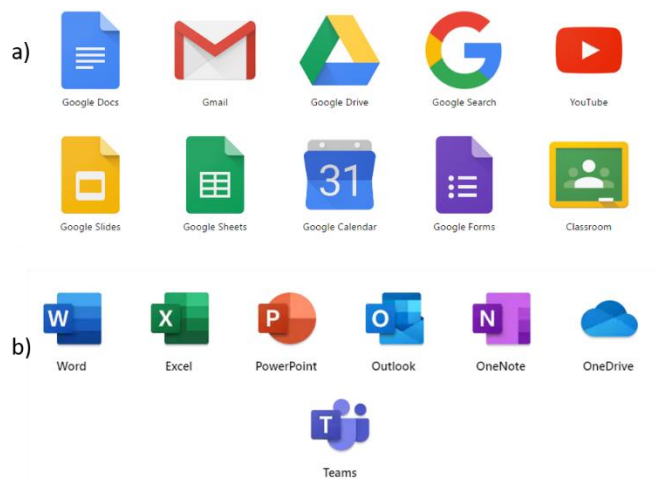 a)
Google Docs Gmail Google Drive Google Search YouTube
31
Google Slides Google Sheets Google Calendar Google Forms Classroom
b)
W X P O N
Word Excel PowerPoint Outlook OneNote OneDrive
T
Teams